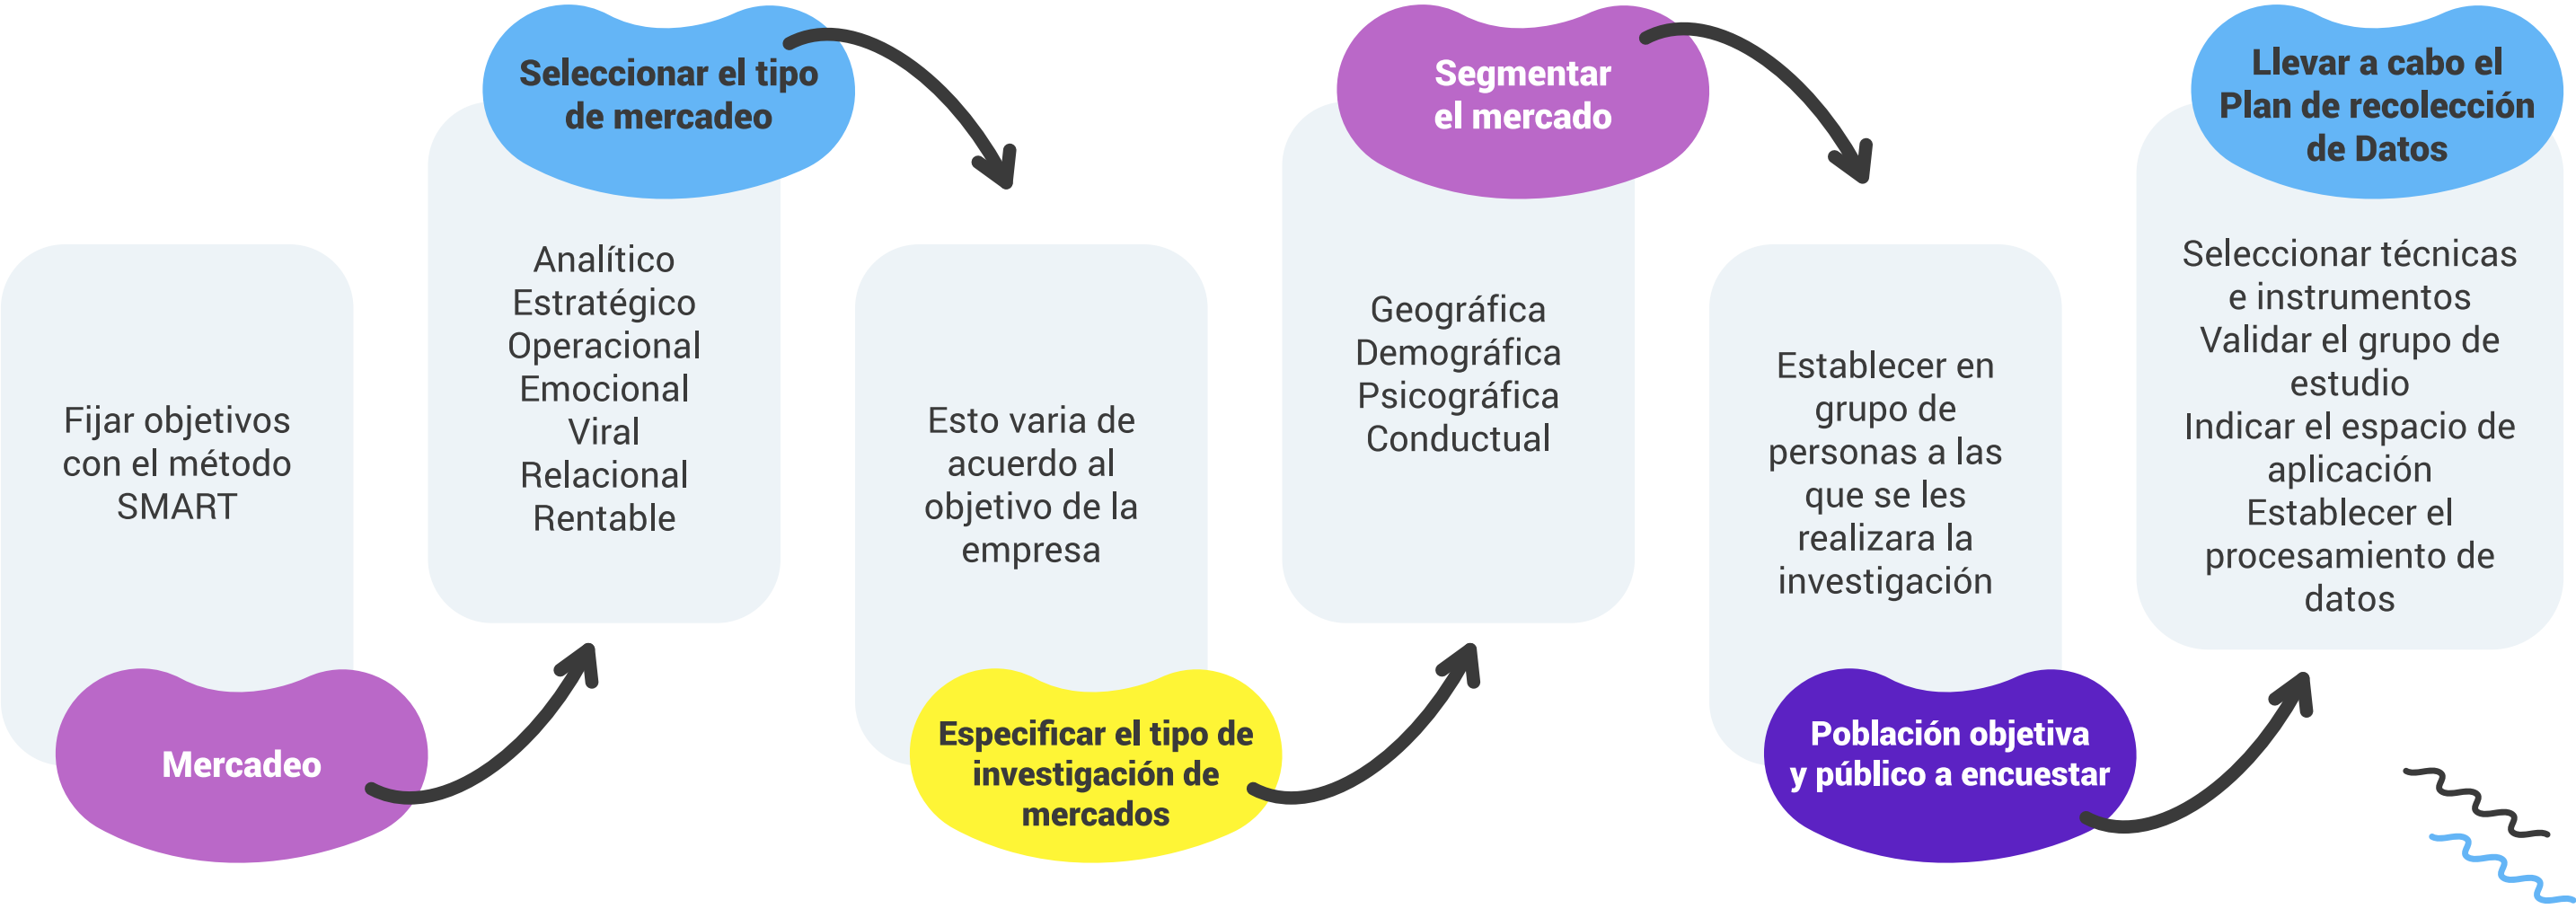 Fijar objetivos
con el método
SMART
Mercadeo
Seleccionar el tipo
de mercadeo
Analítico
Estratégico
Operacional
Emocional
Viral
Relacional
Rentable
Esto varia de
acuerdo al
objetivo de la
empresa
Especificar el tipo de
investigación de
mercados
Segmentar
el mercado
Geográfica
Demográfica
Psicográfica
Conductual
Establecer en
grupo de
personas a las
que se les
realizara la
investigación
Población objetiva
y público a encuestar
Llevar a cabo el
Plan de recolección
de Datos
Seleccionar técnicas
e instrumentos
Validar el grupo de
estudio
Indicar el espacio de
aplicación
Establecer el
procesamiento de
datos